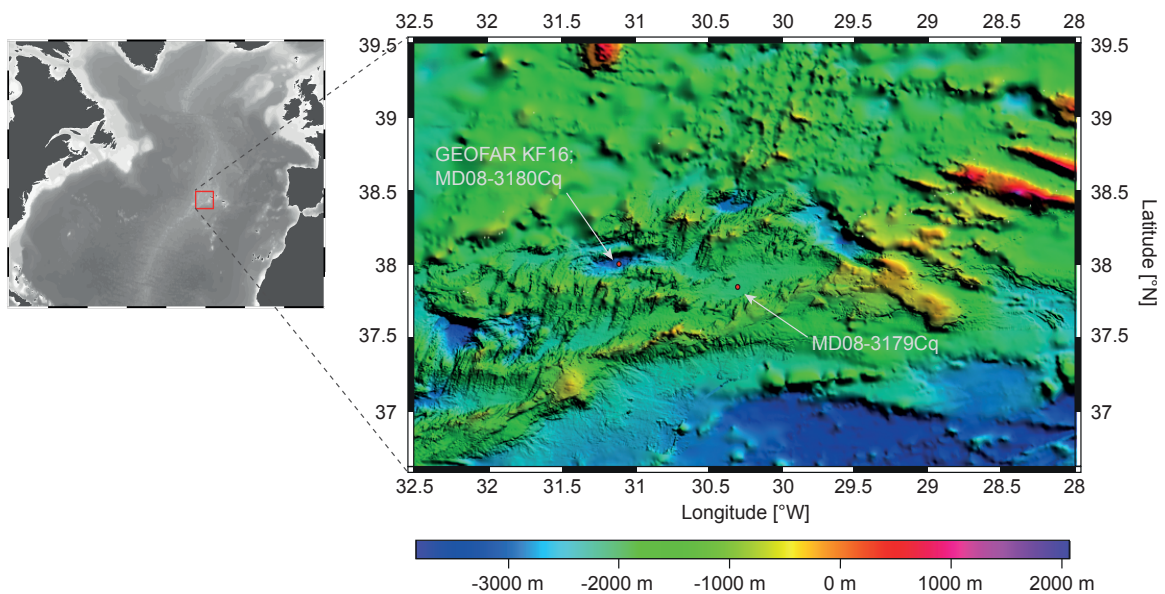 32.5 32 31.5 31 30.5 30 29.5 29 28.5 28
39.5 39.5
39 39
GEOFAR KF16;
MD08-3180Cq
38.5 38.5
38 38
MD08-3179Cq
37.5 37.5
37 37
Latitude [°N]
32.5 32 31.5 31 30.5 30 29.5 29 28.5 28
Longitude [°W]
-3000 m -2000 m -1000 m 0 m 1000 m 2000 m